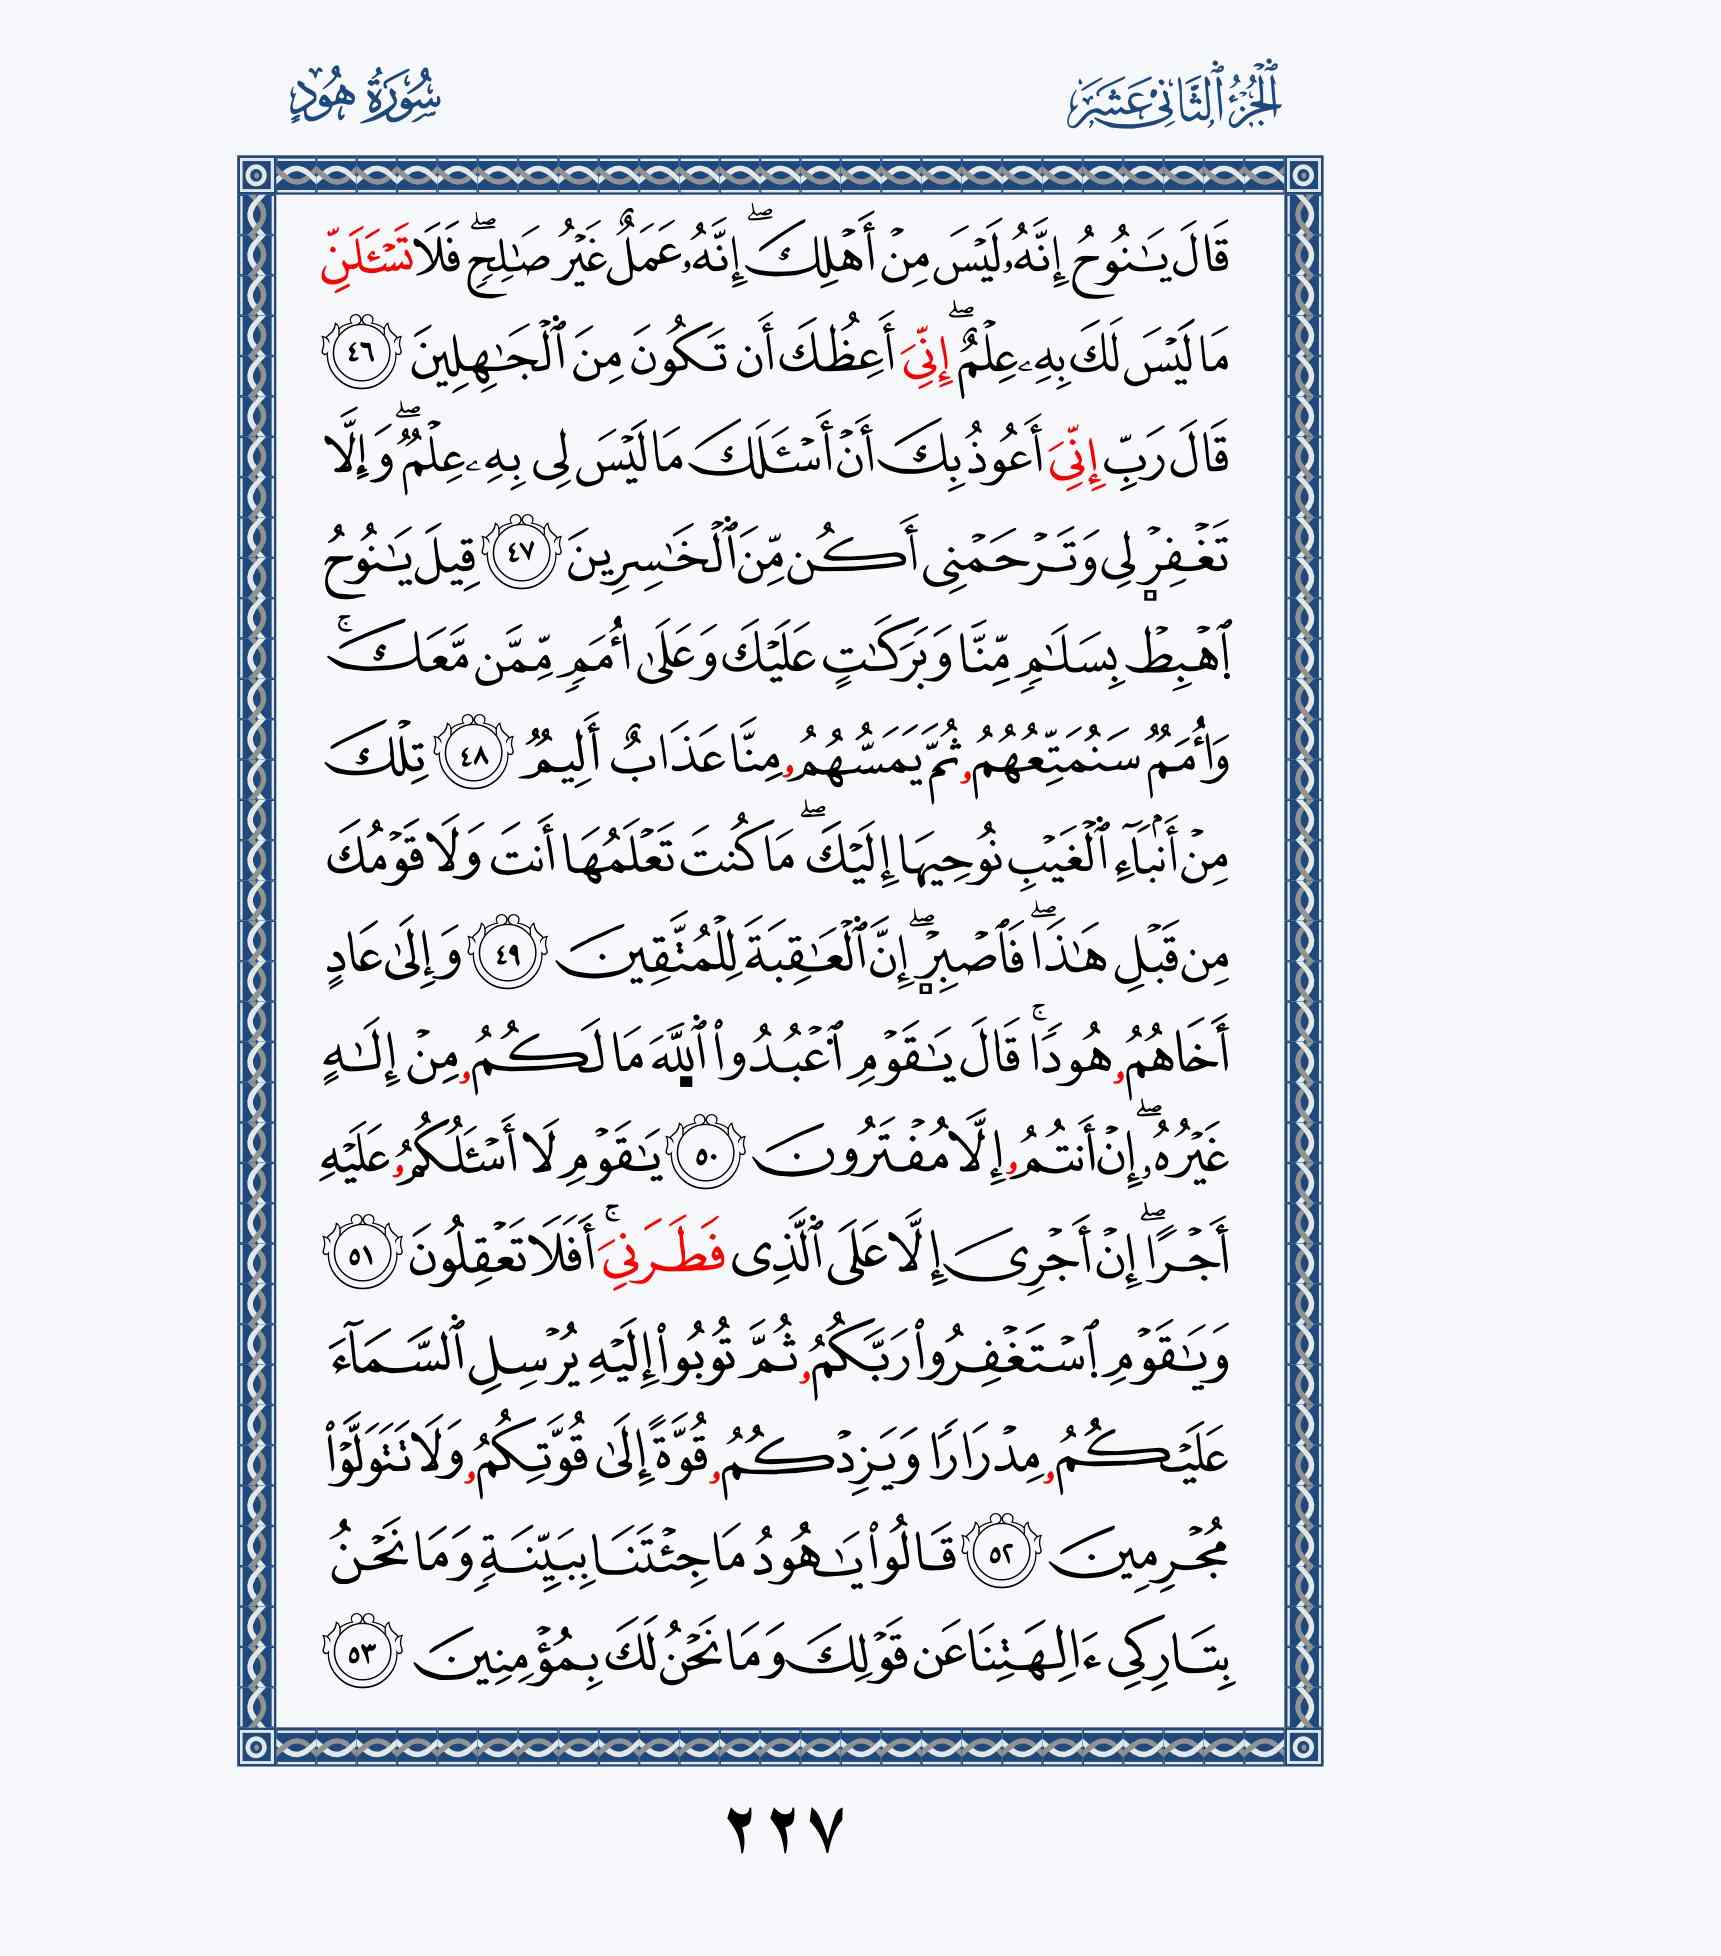 ٱلْجُزْءُ ٱلثَّانِى عَشَرَ
سُورَةُ هُودٍ
قَالَ يَـٰنُوحُ إِنَّهُۥ لَيْسَ مِنْ أَهْلِكَۖ إِنَّهُۥ عَمَلٌ غَيْرُ صَـٰلِحٍۖ فَلَا تَسْـَٔلَنِّ
مَا لَيْسَ لَكَ بِهِۦ عِلْمٌۖ إِنِّىَ أَعِظُكَ أَن تَكُونَ مِنَ ٱلْجَـٰهِلِينَ ٤٦
قَالَ رَبِّ إِنِّىَ أَعُوذُ بِكَ أَنْ أَسْـَٔلَكَ مَا لَيْسَ لِى بِهِۦ عِلْمٌۖ وَإِلَّا
تَغْفِرْ لِى وَتَرْحَمْنِى أَكُن مِّنَ ٱلْخَـٰسِرِينَ ٤٧ قِيلَ يَـٰنُوحُ
ٱهْبِطْ بِسَلَـٰمٍ مِّنَّا وَبَرَكَـٰتٍ عَلَيْكَ وَعَلَىٰ أُمَمٍ مِّمَّن مَّعَكَۚ
وَأُمَمٌ سَنُمَتِّعُهُمُۥ ثُمَّ يَمَسُّهُمُۥ مِنَّا عَذَابٌ أَلِيمٌ ٤٨ تِلْكَ
مِنْ أَنۢبَآءِ ٱلْغَيْبِ نُوحِيهَا إِلَيْكَۖ مَا كُنتَ تَعْلَمُهَا أَنتَ وَلَا قَوْمُكَ
مِن قَبْلِ هَـٰذَاۖ فَٱصْبِرْۖ إِنَّ ٱلْعَـٰقِبَةَ لِلْمُتَّقِينَ ٤٩ وَإِلَىٰ عَادٍ
أَخَاهُمُۥ هُودًاۚ قَالَ يَـٰقَوْمِ ٱعْبُدُوا۟ ٱللَّهَ مَا لَكُمُۥ مِنْ إِلَـٰهٍ
غَيْرُهُۥۖ إِنْ أَنتُمُۥ إِلَّا مُفْتَرُونَ ٥٠ يَـٰقَوْمِ لَا أَسْـَٔلُكُمُۥ عَلَيْهِ
أَجْرًاۖ إِنْ أَجْرِى إِلَّا عَلَى ٱلَّذِى فَطَرَنِىَۚ أَفَلَا تَعْقِلُونَ ٥١
وَيَـٰقَوْمِ ٱسْتَغْفِرُوا۟ رَبَّكُمُۥ ثُمَّ تُوبُوا۟ إِلَيْهِ يُرْسِلِ ٱلسَّمَآءَ
عَلَيْكُمُۥ مِدْرَارًا وَيَزِدْكُمُۥ قُوَّةً إِلَىٰ قُوَّتِكُمُۥ وَلَا تَتَوَلَّوْا۟
مُجْرِمِينَ ٥٢ قَالُوا۟ يَـٰهُودُ مَا جِئْتَنَا بِبَيِّنَةٍ وَمَا نَحْنُ
بِتَارِكِى ءَالِهَتِنَا عَن قَوْلِكَ وَمَا نَحْنُ لَكَ بِمُؤْمِنِينَ ٥٣
٢٢٧